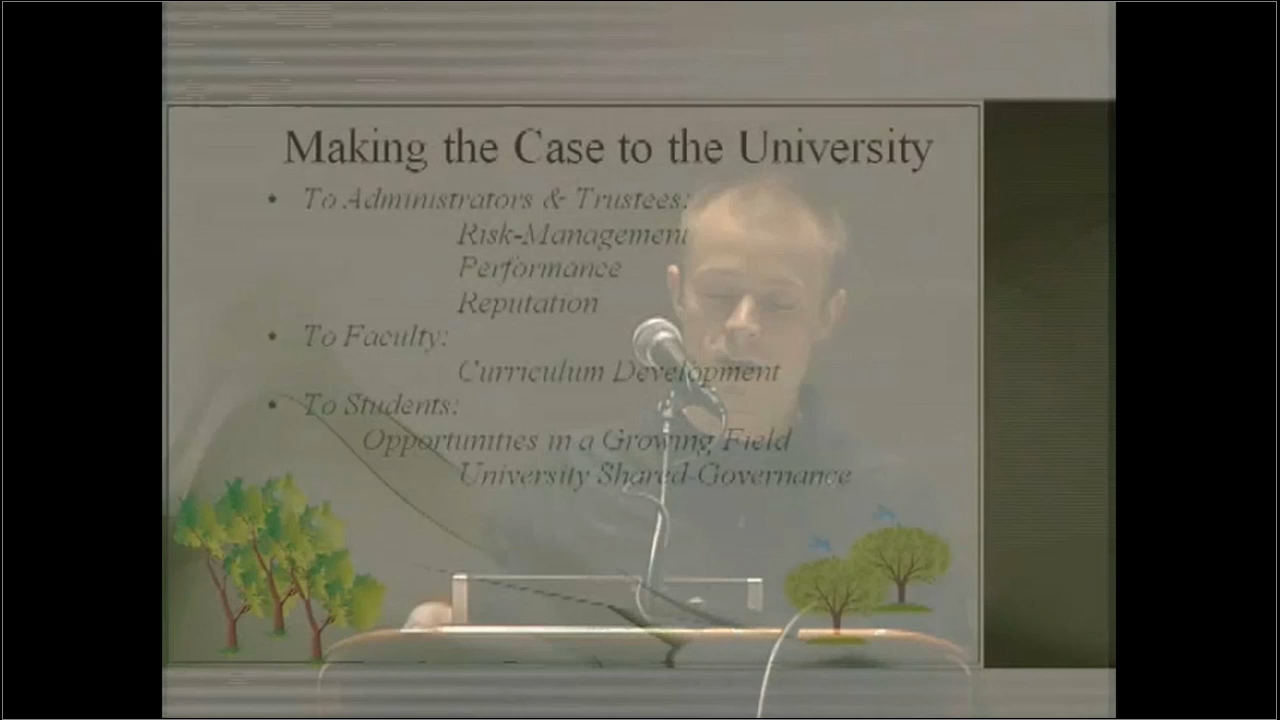 Making the Case to the University
• To Administrators & Trustees:
Risk-Management
Performance
Reputation
• To Faculty:
Curriculum Development
• To Students:
Opportunities in a Growing Field
University Shared-Governance